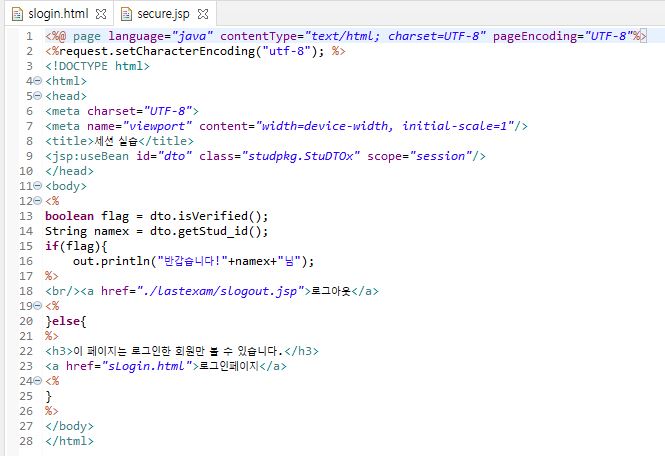 slogin.html secure.jsp
1 <%@ page language="java" contentType="text/html; charset=UTF-8" pageEncoding="UTF-8"%>
2 <%request.setCharacterEncoding("utf-8"); %>
3 <!DOCTYPE html>
4 <html>
5 <head>
6 <meta charset="UTF-8">
7 <meta name="viewport" content="width=device-width, initial-scale=1"/>
8 <title>세션 실습</title>
9 <jsp:useBean id="dto" class="studpkg.StuDTOx" scope="session"/>
10 </head>
11 <body>
12 <%
13 boolean flag = dto.isVerified();
14 String namex = dto.getStud_id();
15 if(flag){
16     out.println("반갑습니다!"+namex+"님");
17 %>
18 <br/><a href="./lastexam/slogout.jsp">로그아웃</a>
19 <%
20 }else{
21 %>
22 <h3>이 페이지는 로그인한 회원만 볼 수 있습니다.</h3>
23 <a href="sLogin.html">로그인페이지</a>
24 <%
25 }
26 %>
27 </body>
28 </html>